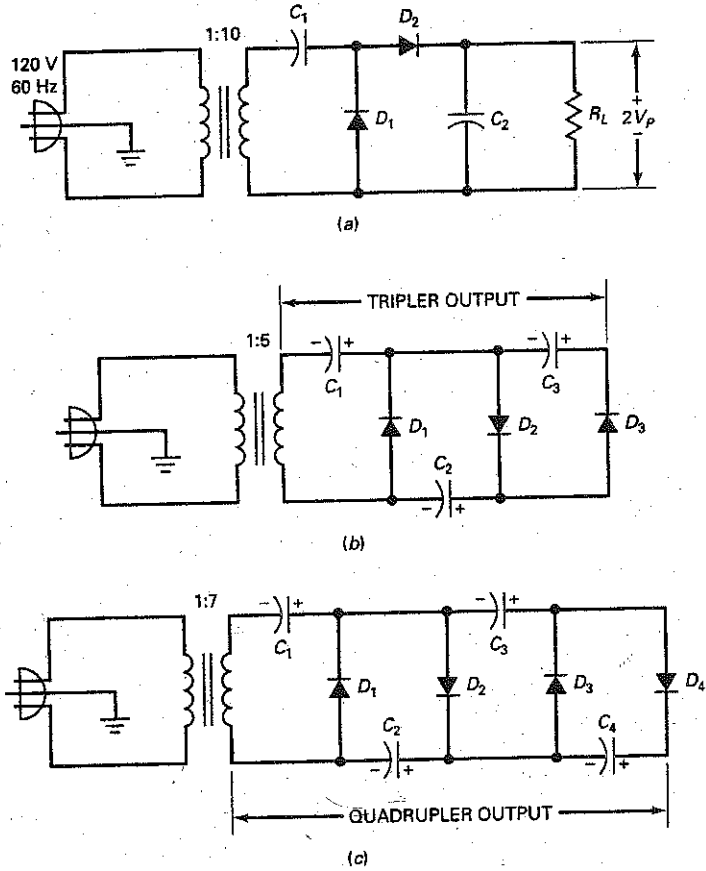 C1 D2
1:10
120 V
60 Hz
D1 C2 RL + 2VP -
(a)
TRIPLER OUTPUT
1:5 - + - +
C1 C3
D1 D2 D3
C2
- +
(b)
1:7 - + - +
C1 C3
D1 D2 D3 D4
C2 C4
- + - +
QUADRUPLER OUTPUT
(c)